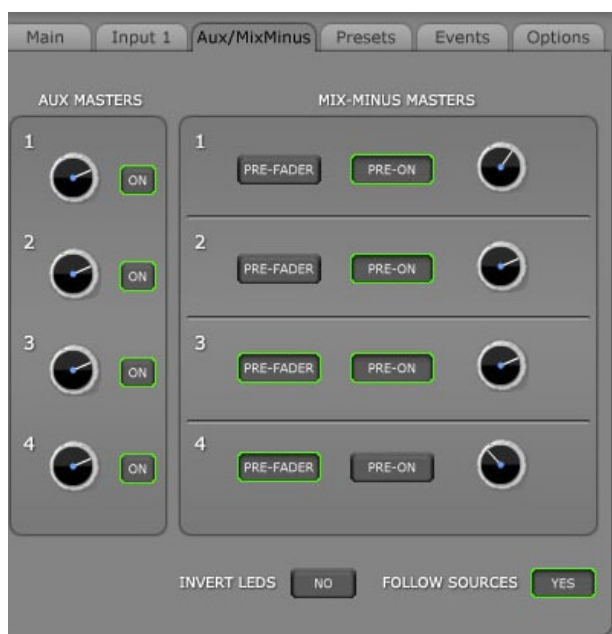 Main Input 1 Aux/MixMinus Presets Events Options
AUX MASTERS MIX-MINUS MASTERS
1 ON 1 PRE-FADER PRE-ON
2 ON 2 PRE-FADER PRE-ON
3 ON 3 PRE-FADER PRE-ON
4 ON 4 PRE-FADER PRE-ON
INVERT LEDS NO FOLLOW SOURCES YES